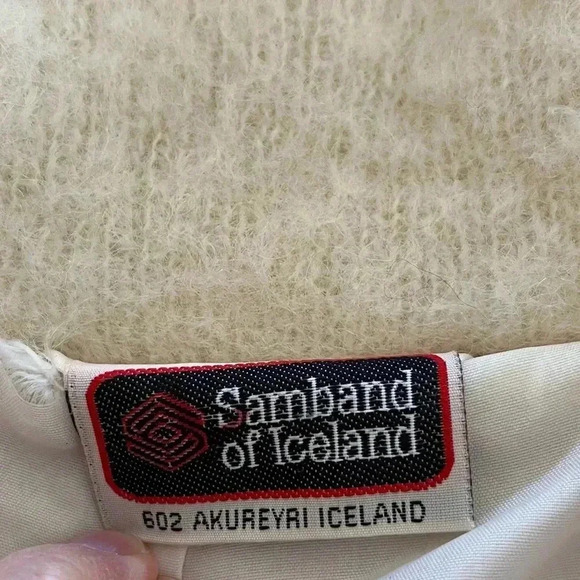 Samband
of Iceland
602 AKUREYRI ICELAND